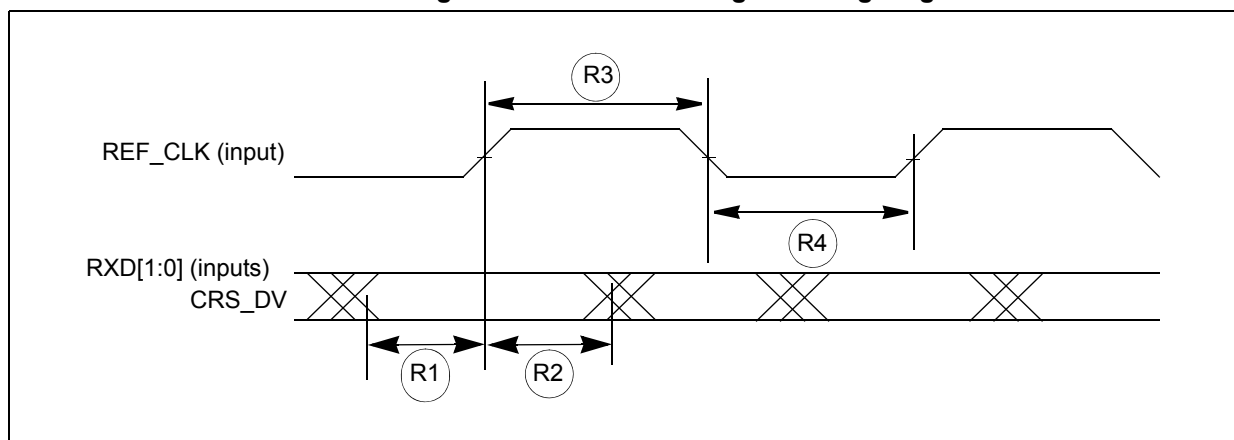 R3
REF_CLK (input)
R4
RXD[1:0] (inputs)
CRS_DV
R1
R2